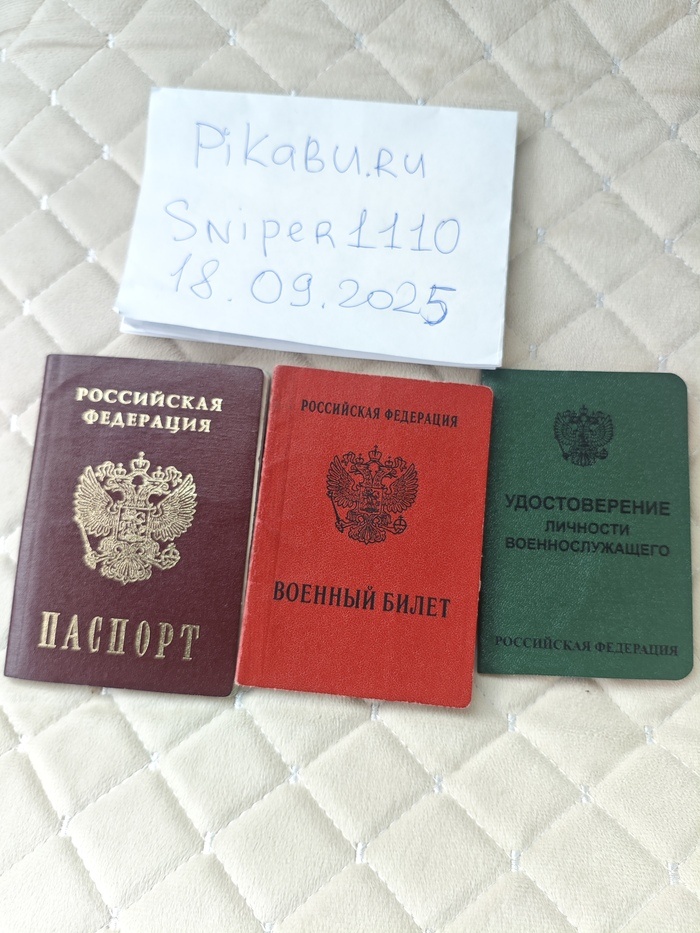 PiKaBU.RU
SNiPER1110
18.09.2025
РОССИЙСКАЯ
ФЕДЕРАЦИЯ
ПАСПОРТ
РОССИЙСКАЯ ФЕДЕРАЦИЯ
ВОЕННЫЙ БИЛЕТ
УДОСТОВЕРЕНИЕ
ЛИЧНОСТИ
ВОЕННОСЛУЖАЩЕГО
РОССИЙСКАЯ ФЕДЕРАЦИЯ